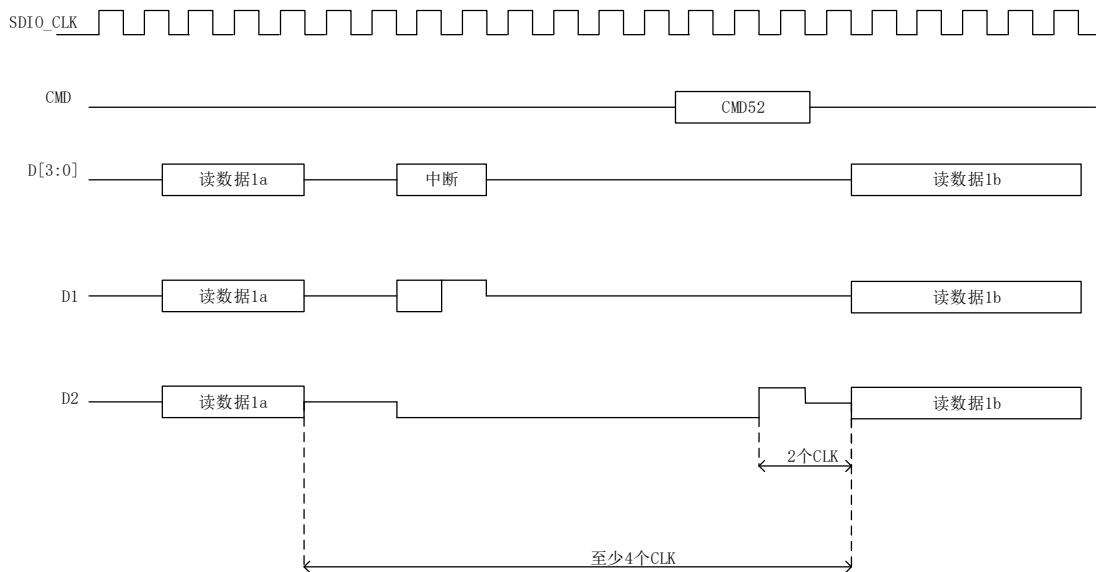 SDIO_CLK
CMD
CMD52
D[3:0]
读数据1a
中断
读数据1b
D1
读数据1a
读数据1b
D2
读数据1a
读数据1b
2个CLK
至少4个CLK